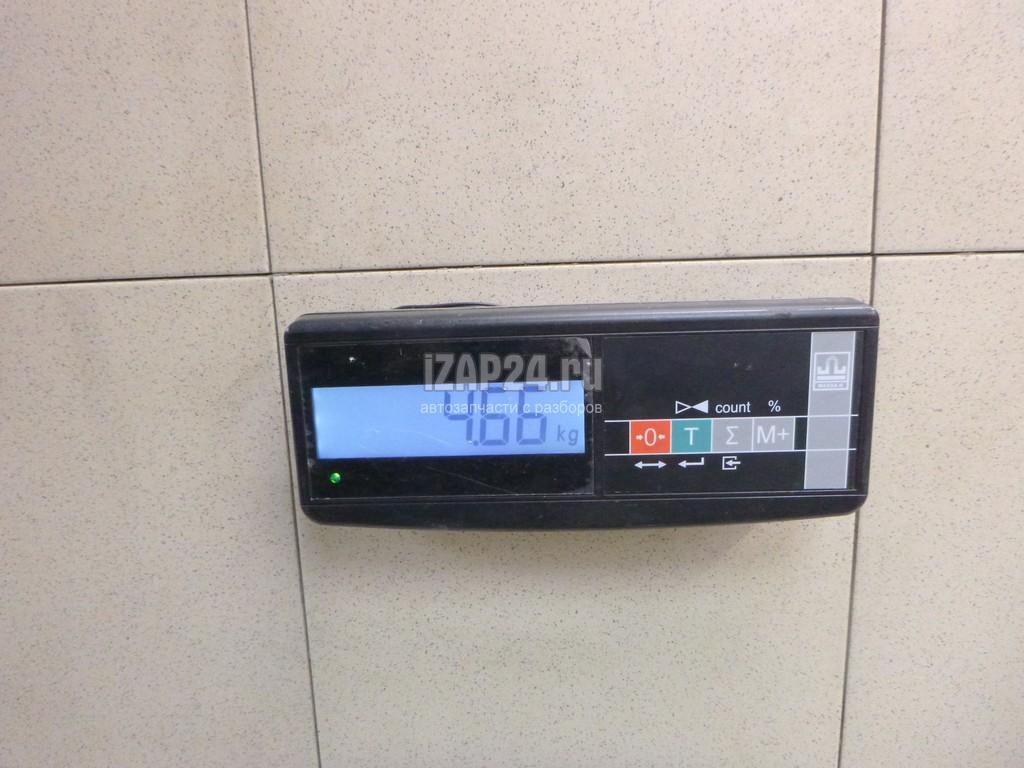 iZAP24.ru
автозапчасти с разборов
4.66 kg
count %
→0← T Σ M+